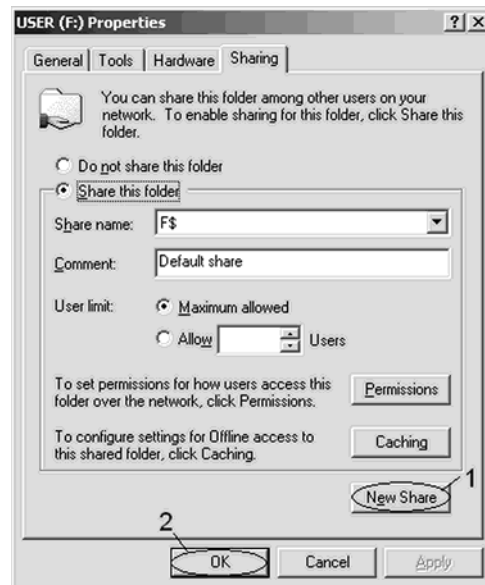 USER (F:) Properties ? X
General Tools Hardware Sharing
You can share this folder among other users on your
network. To enable sharing for this folder, click Share this
folder.
Do not share this folder
Share this folder
Share name: F$
Comment: Default share
User limit: Maximum allowed
Allow Users
To set permissions for how users access this
folder over the network, click Permissions.
Permissions
To configure settings for Offline access to
this shared folder, click Caching.
Caching
1
New Share
2
OK Cancel Apply